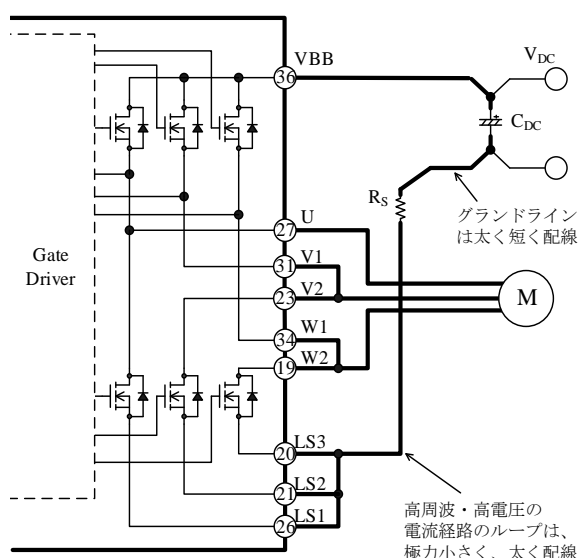 VBB
36
V_DC
C_DC
R_S
グランドライン
は太く短く配線
U
27
V1
31
V2
23
M
W1
34
W2
19
Gate
Driver
LS3
20
LS2
21
LS1
26
高周波・高電圧の
電流経路のループは、
極力小さく、太く配線